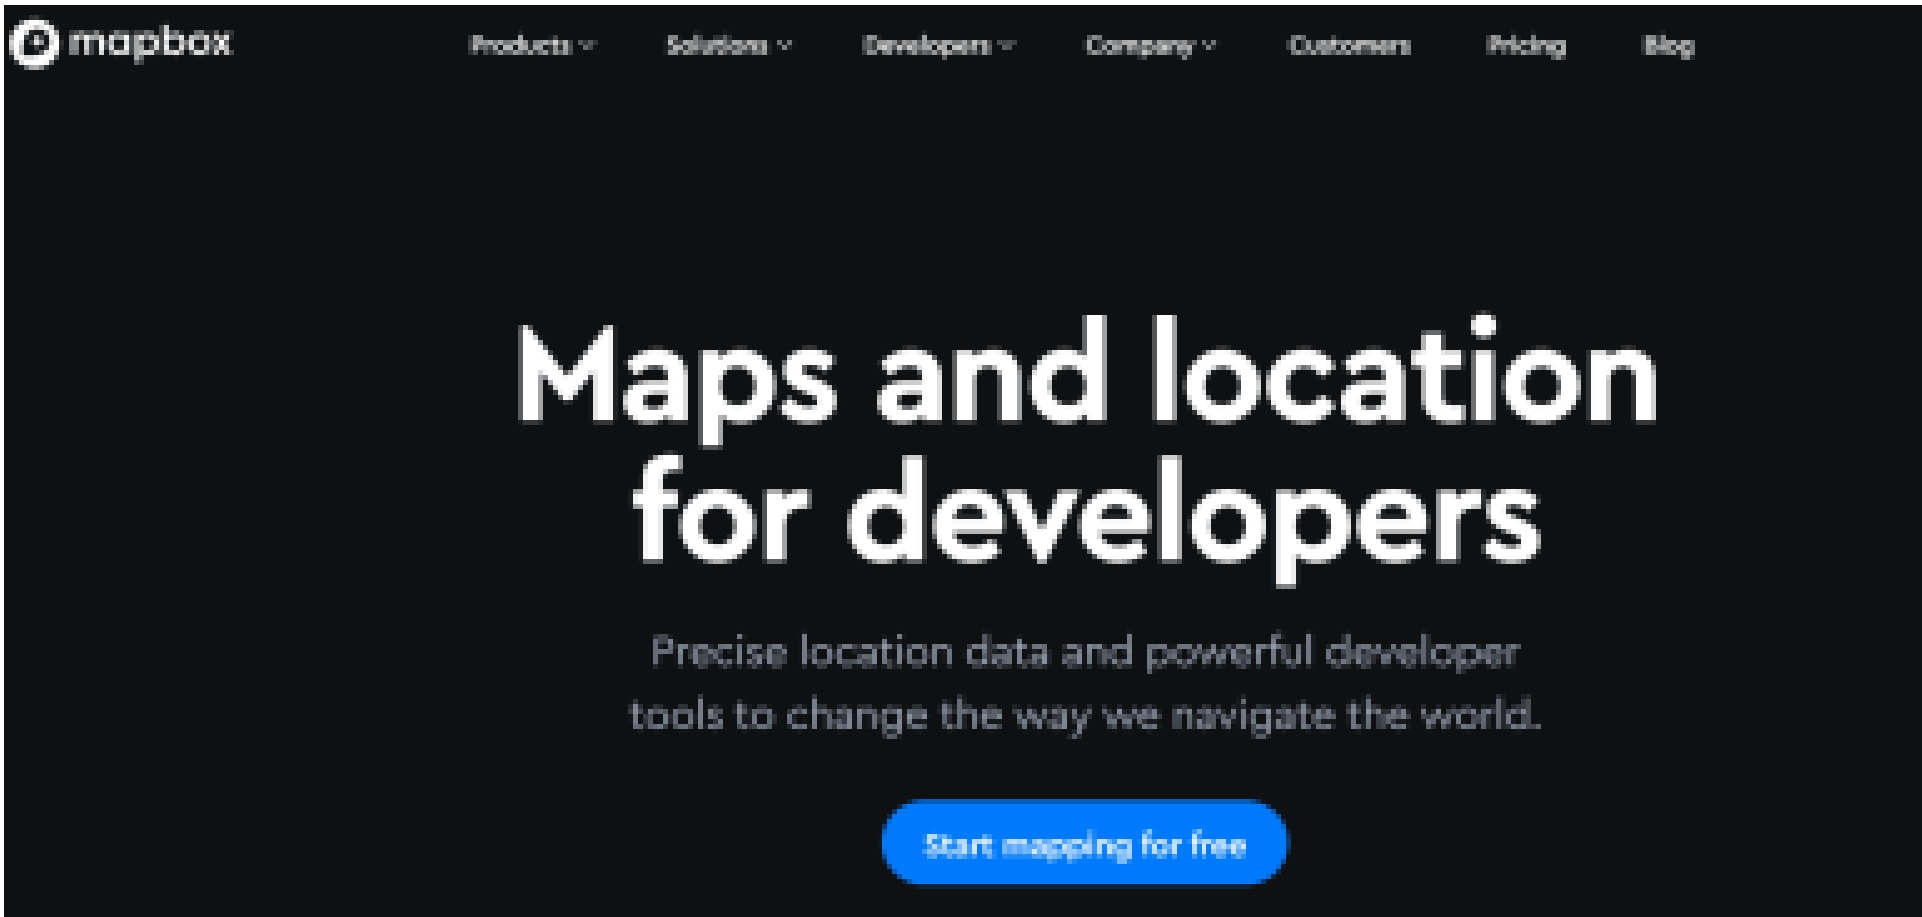 mapbox Products Solutions Developers Company Customers Pricing Blog
Maps and location
for developers
Precise location data and powerful developer
tools to change the way we navigate the world.
Start mapping for free